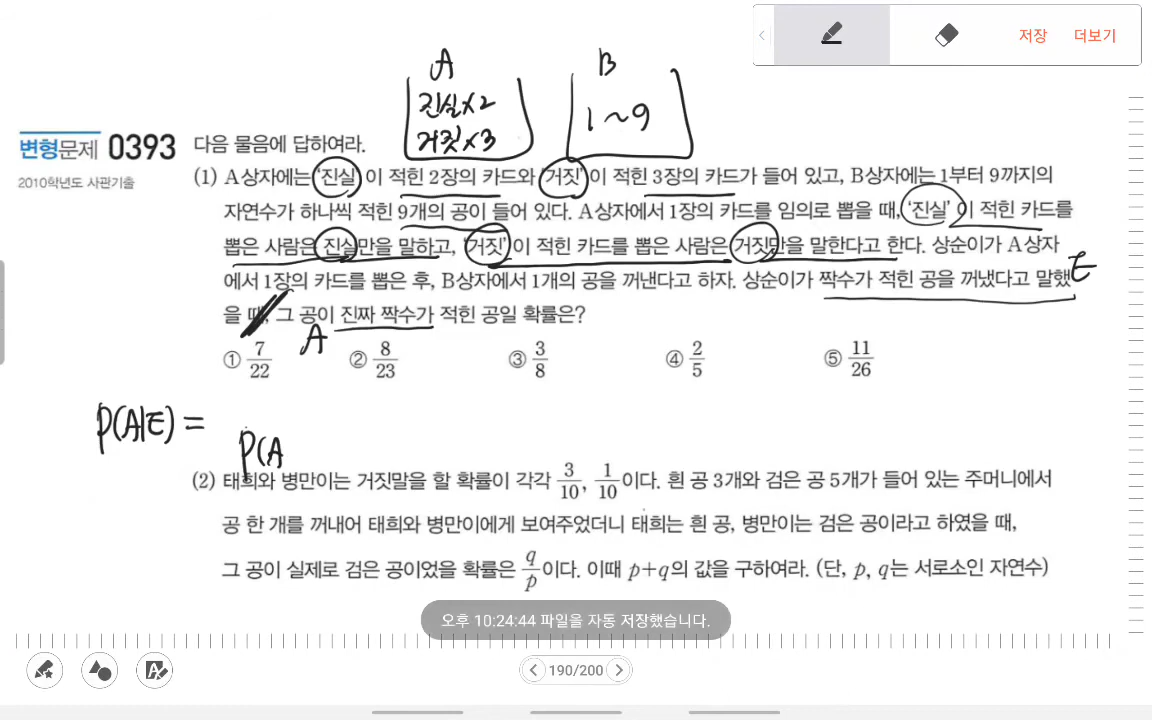 저장 더보기
A
진실×2
거짓×3
B
1~9
변형문제 0393
2010학년도 사관기출
다음 물음에 답하여라.
(1) A상자에는 '진실'이 적힌 2장의 카드와 '거짓'이 적힌 3장의 카드가 들어 있고, B상자에는 1부터 9까지의
자연수가 하나씩 적힌 9개의 공이 들어 있다. A상자에서 1장의 카드를 임의로 뽑을 때, '진실'이 적힌 카드를
뽑은 사람은 진실만을 말하고, '거짓'이 적힌 카드를 뽑은 사람은 거짓만을 말한다고 한다. 상순이가 A상자
에서 1장의 카드를 뽑은 후, B상자에서 1개의 공을 꺼낸다고 하자. 상순이가 짝수가 적힌 공을 꺼냈다고 말했
E
을 때, 그 공이 진짜 짝수가 적힌 공일 확률은?
A
① 7/22 ② 8/23 ③ 3/8 ④ 2/5 ⑤ 11/26
P(A|E) =
P(A
(2) 태희와 병만이는 거짓말을 할 확률이 각각 3/10, 1/10이다. 흰 공 3개와 검은 공 5개가 들어 있는 주머니에서
공 한 개를 꺼내어 태희와 병만이에게 보여주었더니 태희는 흰 공, 병만이는 검은 공이라고 하였을 때,
그 공이 실제로 검은 공이었을 확률은 q/p이다. 이때 p+q의 값을 구하여라. (단, p, q는 서로소인 자연수)
오후 10:24:44 파일을 자동 저장했습니다.
190/200